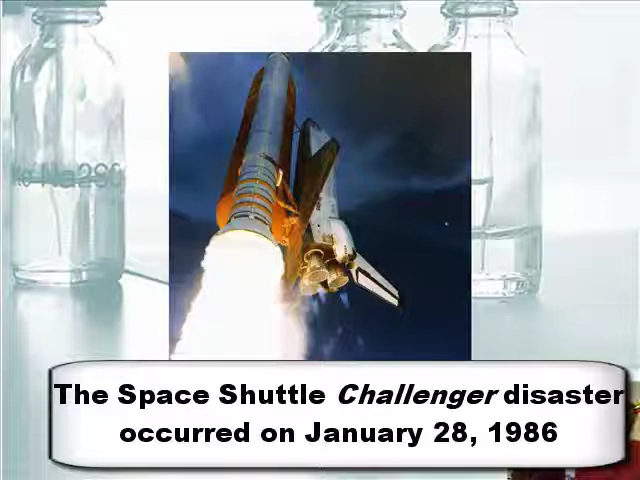 The Space Shuttle Challenger disaster
occurred on January 28, 1986